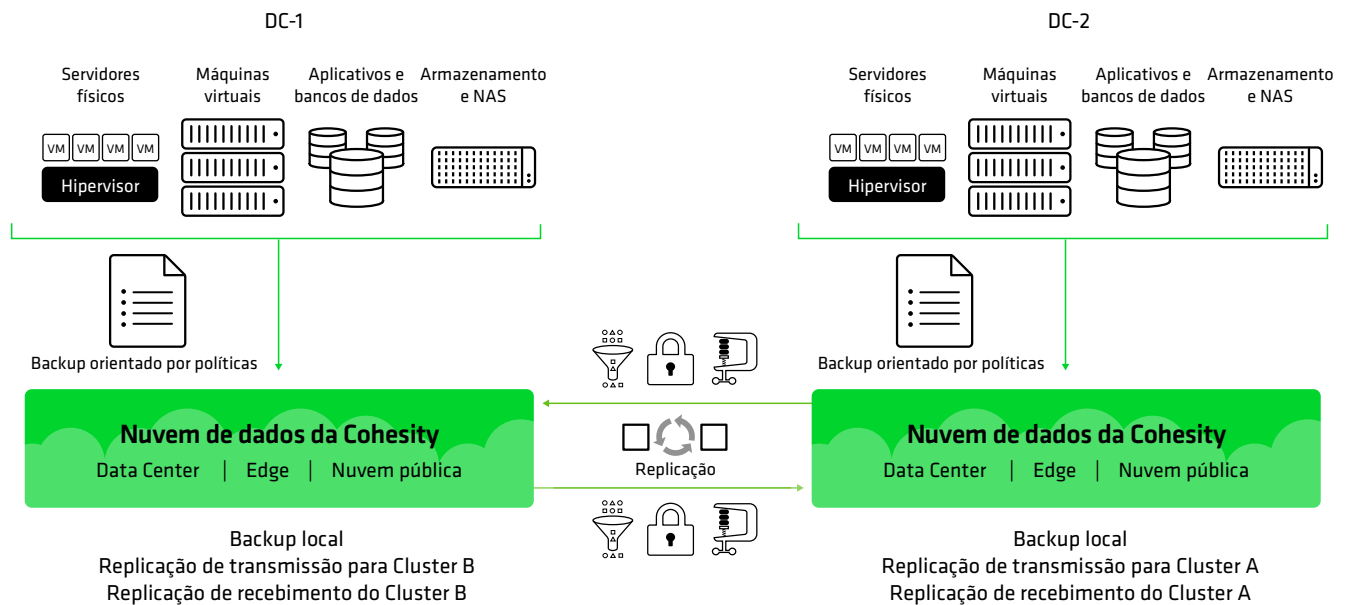 DC-1
Servidores
físicos
Máquinas
virtuais
Aplicativos e
bancos de dados
Armazenamento
e NAS
VM VM VM VM
Hipervisor
Backup orientado por políticas
Nuvem de dados da Cohesity
Data Center | Edge | Nuvem pública
Backup local
Replicação de transmissão para Cluster B
Replicação de recebimento do Cluster B
Replicação
DC-2
Servidores
físicos
Máquinas
virtuais
Aplicativos e
bancos de dados
Armazenamento
e NAS
VM VM VM VM
Hipervisor
Backup orientado por políticas
Nuvem de dados da Cohesity
Data Center | Edge | Nuvem pública
Backup local
Replicação de transmissão para Cluster A
Replicação de recebimento do Cluster A